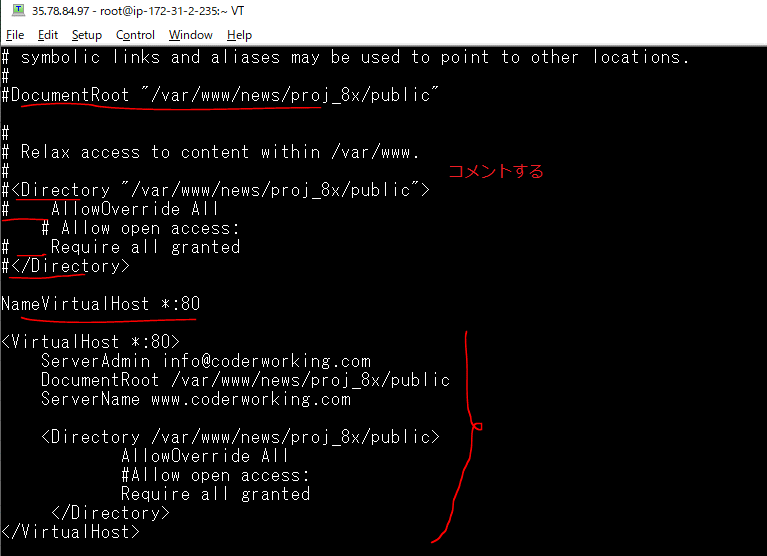 35.78.84.97 - root@ip-172-31-2-235:~ VT
File Edit Setup Control Window Help
# symbolic links and aliases may be used to point to other locations.
#
#DocumentRoot "/var/www/news/proj_8x/public"
#
# Relax access to content within /var/www.
#
コメントする
#<Directory "/var/www/news/proj_8x/public">
#    AllowOverride All
    # Allow open access:
#    Require all granted
#</Directory>
NameVirtualHost *:80
<VirtualHost *:80>
    ServerAdmin info@coderworking.com
    DocumentRoot /var/www/news/proj_8x/public
    ServerName www.coderworking.com
    <Directory /var/www/news/proj_8x/public>
            AllowOverride All
            #Allow open access:
            Require all granted
     </Directory>
</VirtualHost>